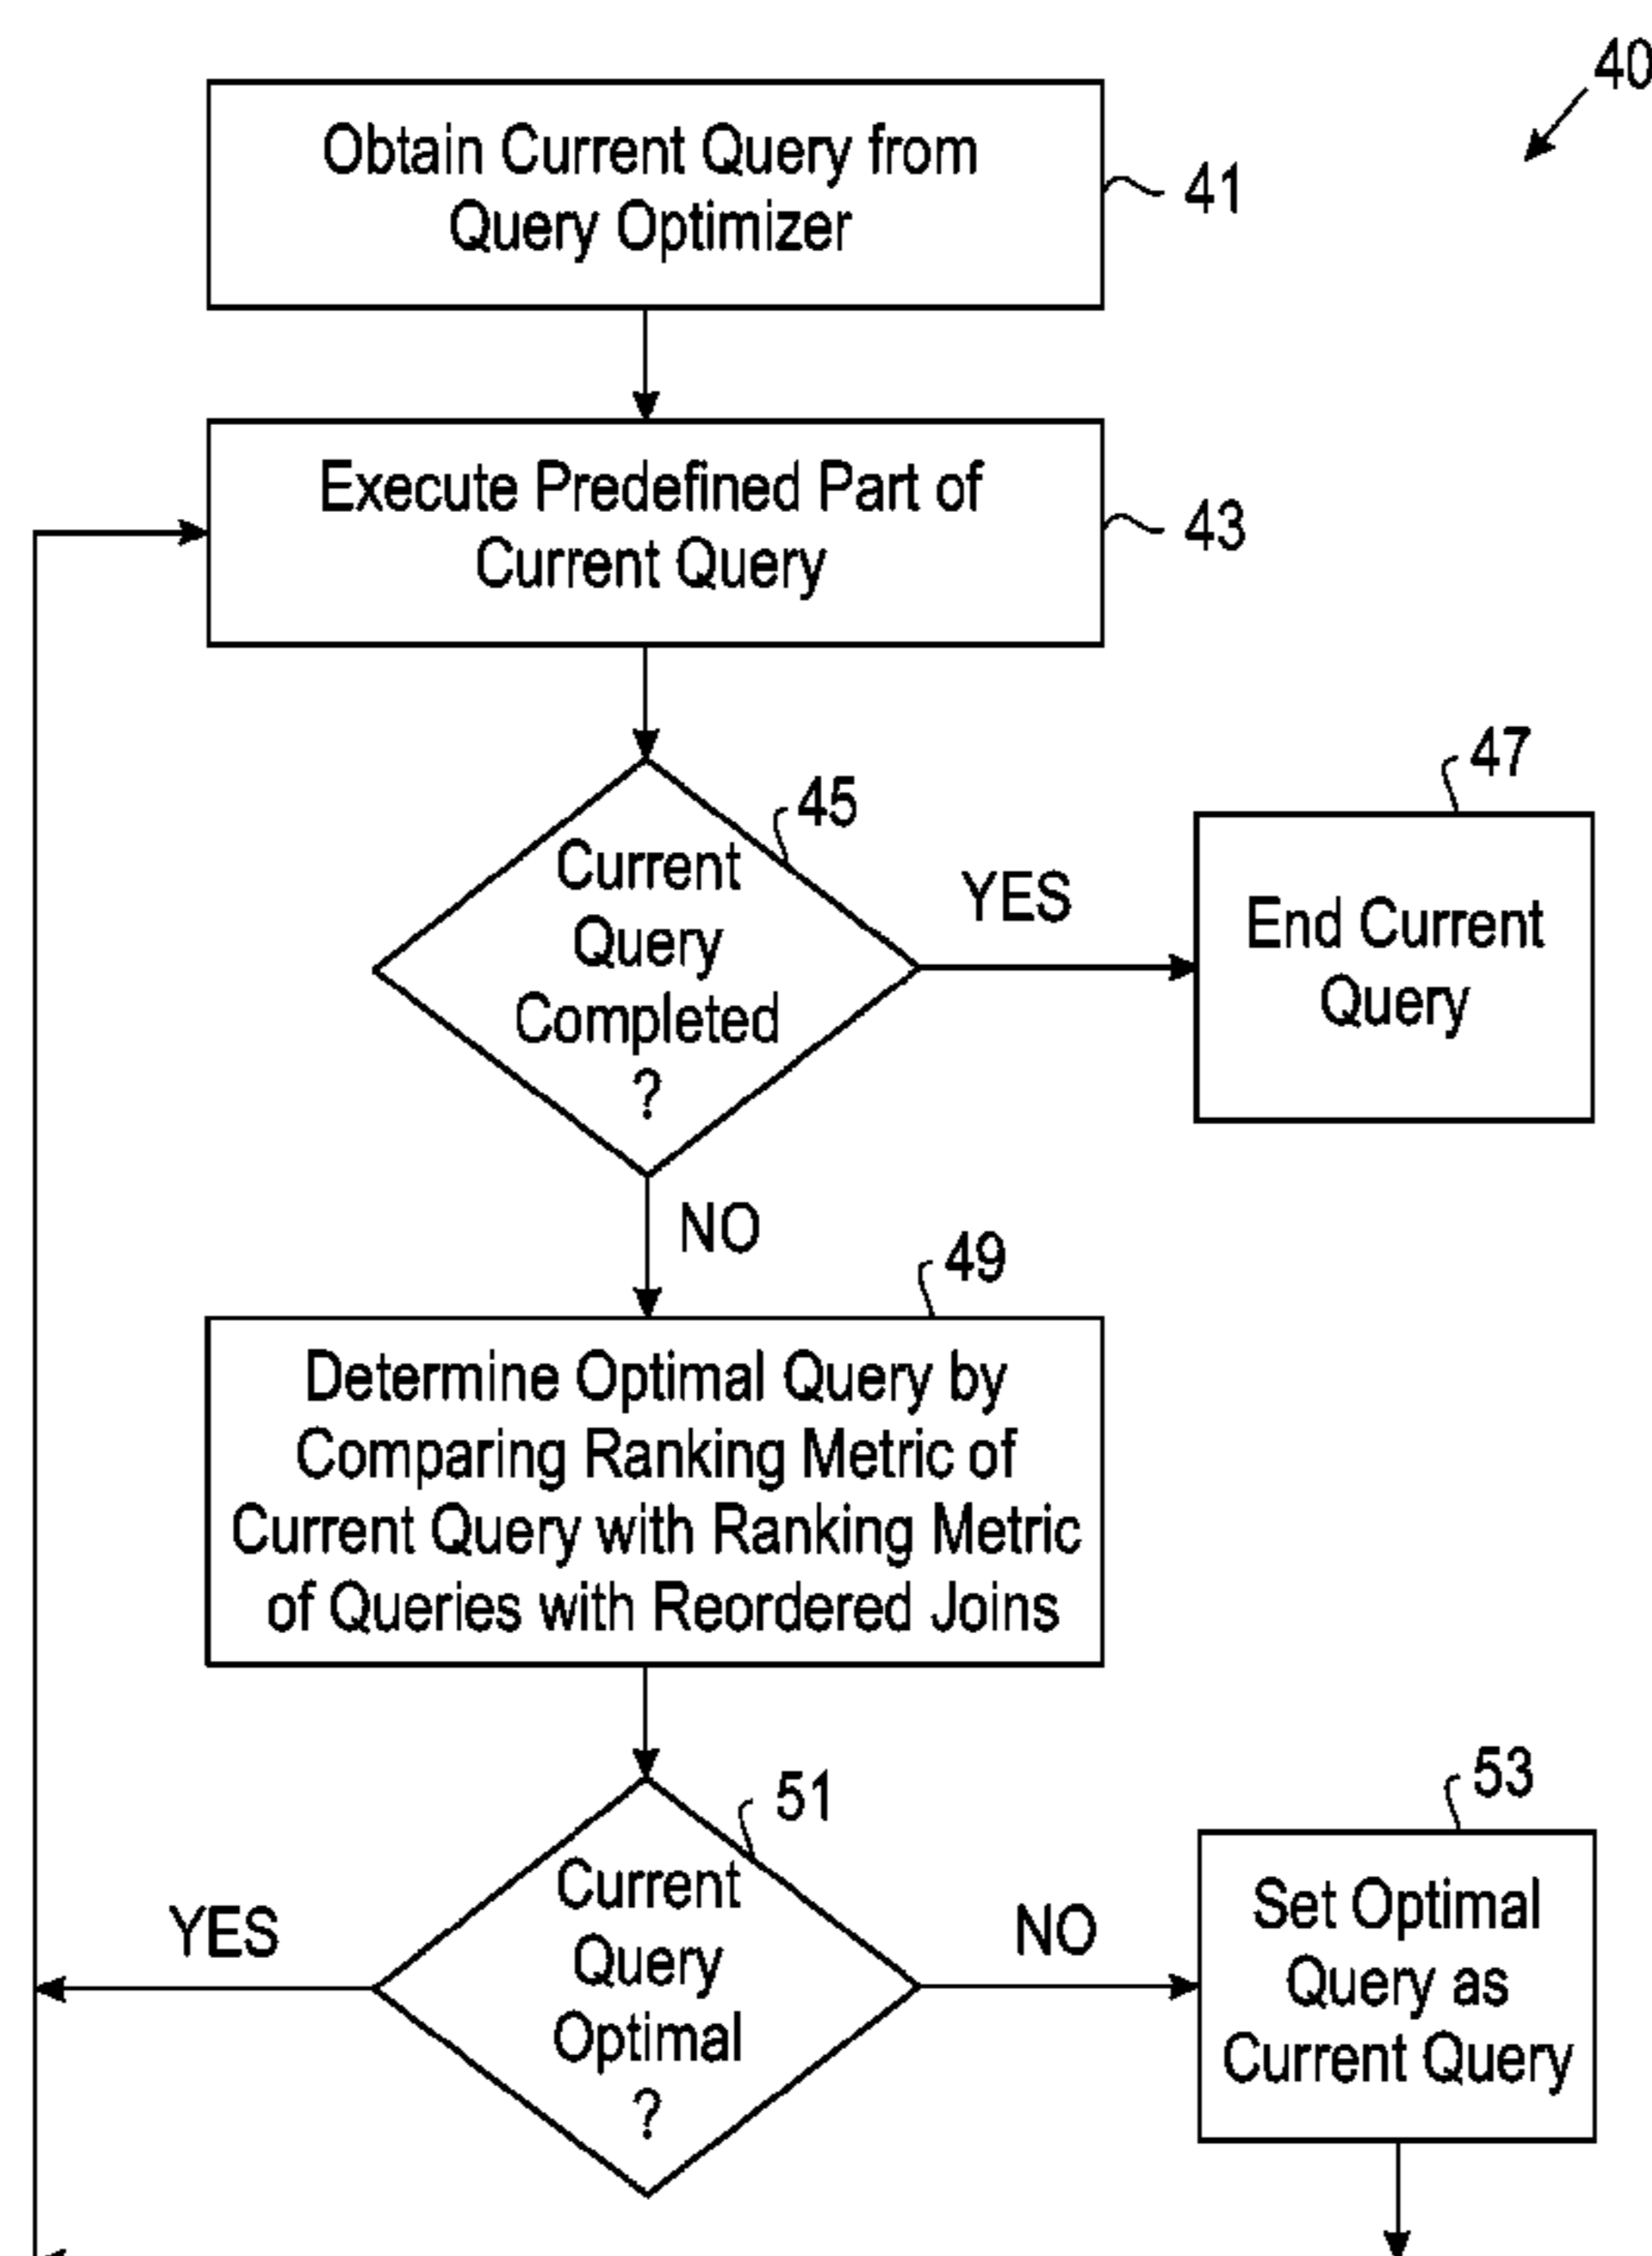 40
Obtain Current Query from
Query Optimizer
41
Execute Predefined Part of
Current Query
43
45
Current
Query
Completed
?
YES
47
End Current
Query
NO
49
Determine Optimal Query by
Comparing Ranking Metric of
Current Query with Ranking Metric
of Queries with Reordered Joins
51
Current
Query
Optimal
?
YES
NO
53
Set Optimal
Query as
Current Query